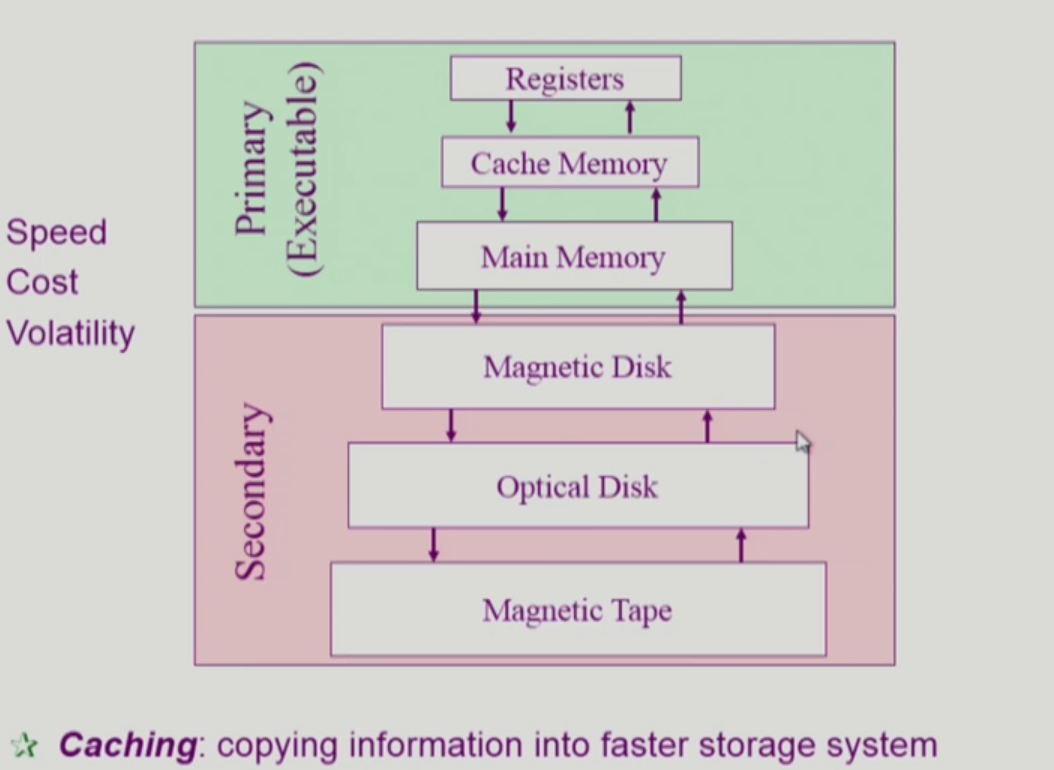 Speed
Cost
Volatility
Primary
(Executable)
Registers
Cache Memory
Main Memory
Secondary
Magnetic Disk
Optical Disk
Magnetic Tape
Caching: copying information into faster storage system